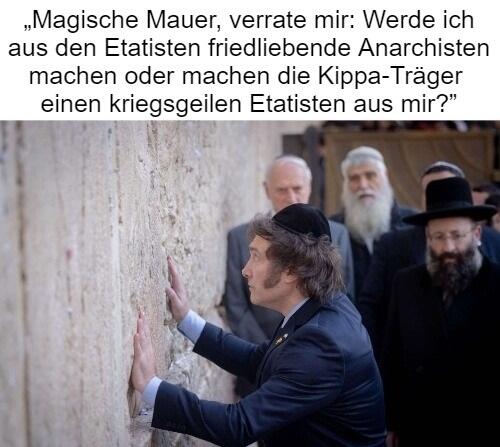 „Magische Mauer, verrate mir: Werde ich
aus den Etatisten friedliebende Anarchisten
machen oder machen die Kippa-Träger
einen kriegsgeilen Etatisten aus mir?”